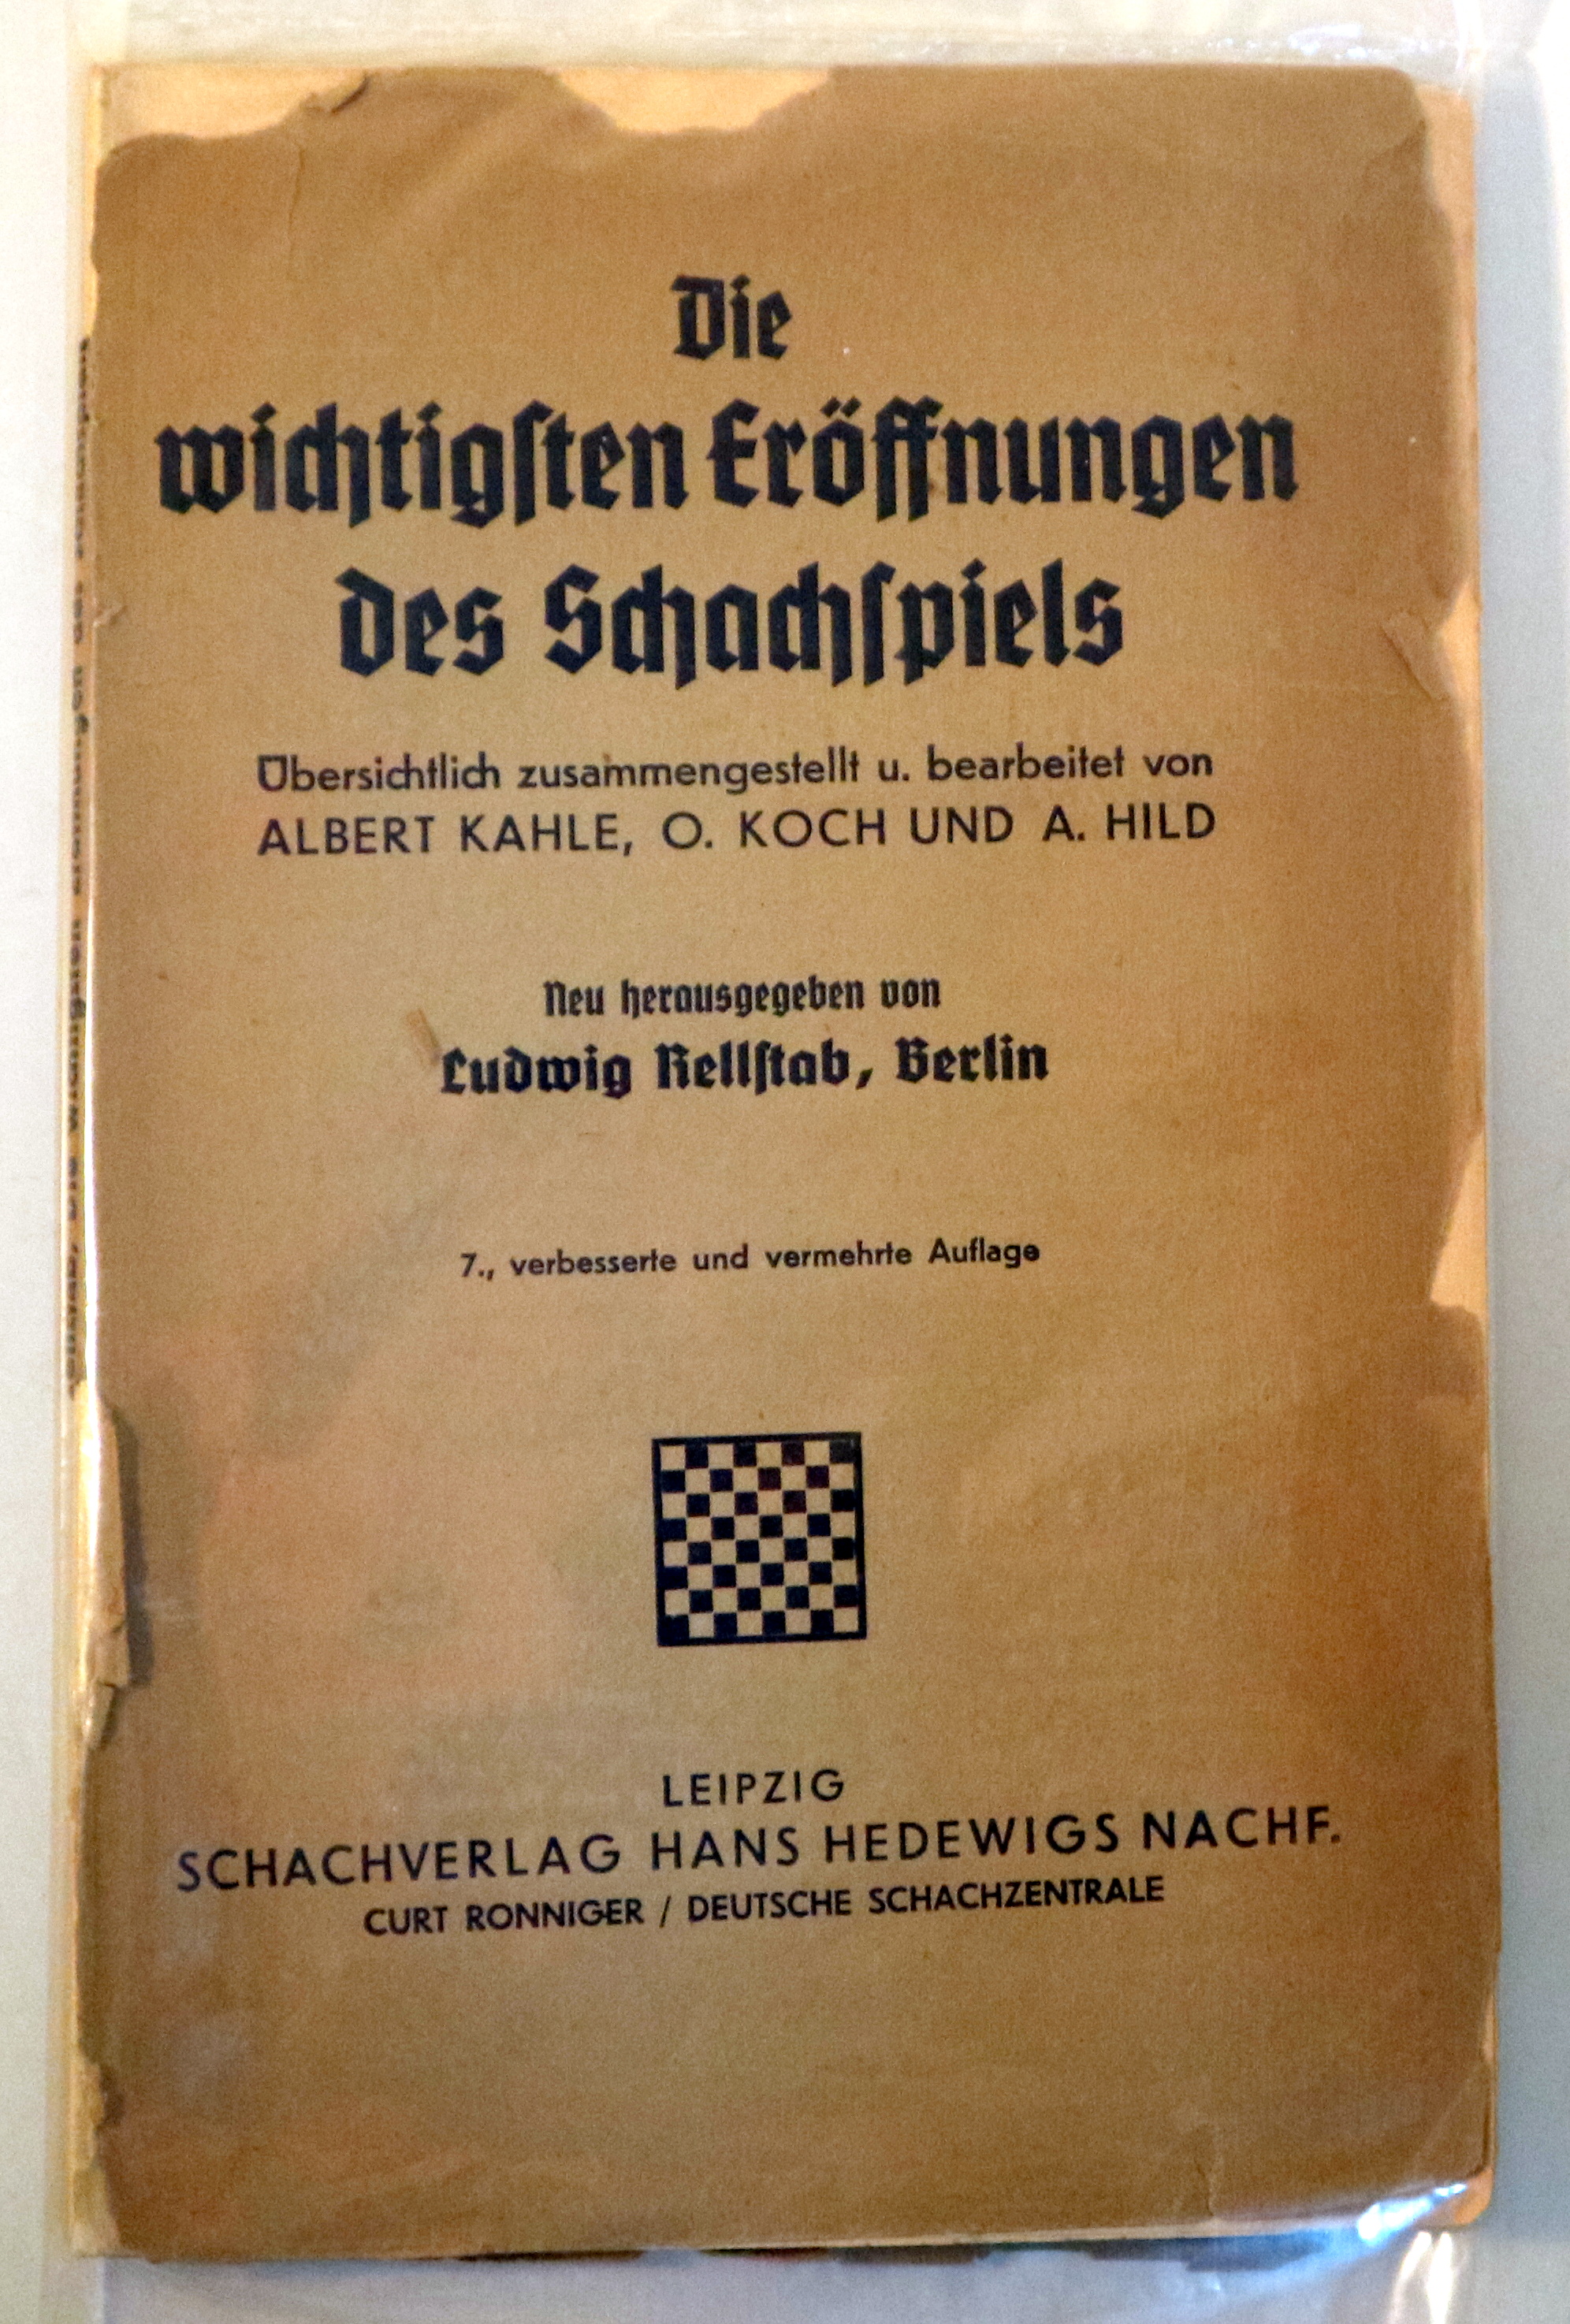 Die
wichtigſten Eröffnungen
des Schachſpiels
Übersichtlich zusammengestellt u. bearbeitet von
ALBERT KAHLE, O. KOCH UND A. HILD
Neu herausgegeben von
Ludwig Rellſtab, Berlin
7., verbesserte und vermehrte Auflage
LEIPZIG
SCHACHVERLAG HANS HEDEWIGS NACHF.
CURT RONNIGER / DEUTSCHE SCHACHZENTRALE